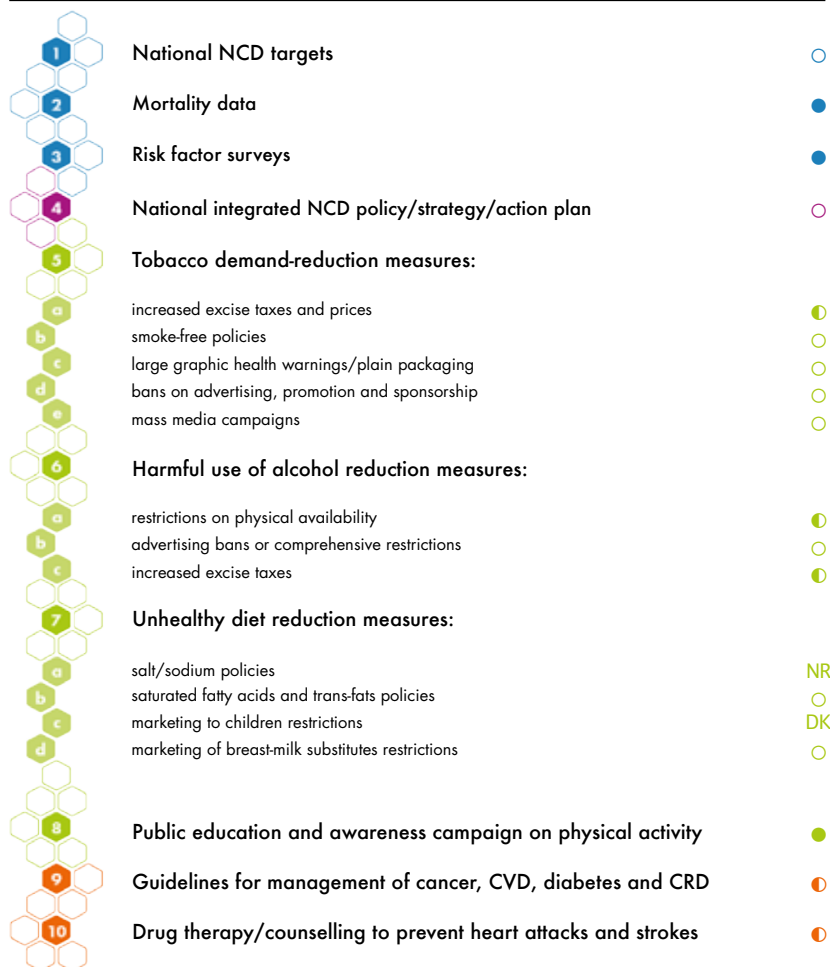 1 National NCD targets ○
2 Mortality data ●
3 Risk factor surveys ●
4 National integrated NCD policy/strategy/action plan ○
5 Tobacco demand-reduction measures:
a increased excise taxes and prices ◐
b smoke-free policies ○
c large graphic health warnings/plain packaging ○
d bans on advertising, promotion and sponsorship ○
e mass media campaigns ○
6 Harmful use of alcohol reduction measures:
a restrictions on physical availability ◐
b advertising bans or comprehensive restrictions ○
c increased excise taxes ◐
7 Unhealthy diet reduction measures:
a salt/sodium policies NR
b saturated fatty acids and trans-fats policies ○
c marketing to children restrictions DK
d marketing of breast-milk substitutes restrictions ○
8 Public education and awareness campaign on physical activity ●
9 Guidelines for management of cancer, CVD, diabetes and CRD ◐
10 Drug therapy/counselling to prevent heart attacks and strokes ◐